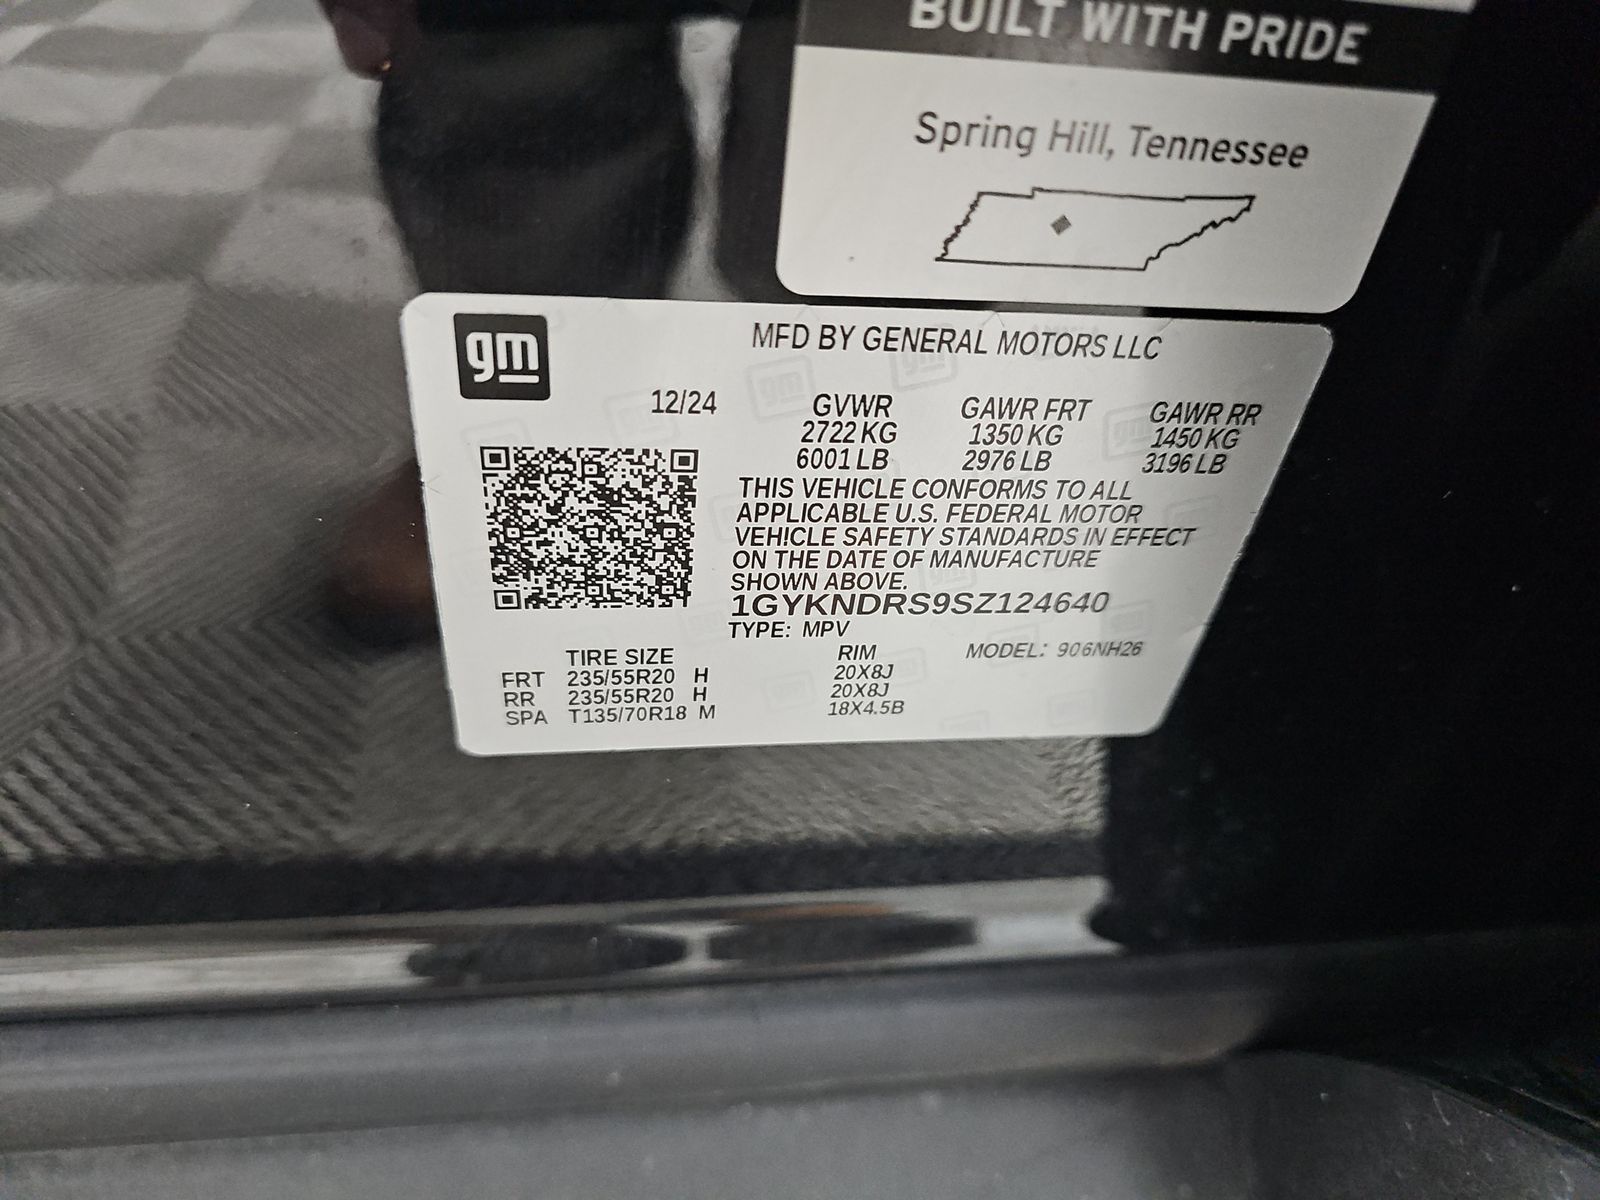 BUILT WITH PRIDE
Spring Hill, Tennessee
gm
MFD BY GENERAL MOTORS LLC
12/24 GVWR GAWR FRT GAWR RR
2722 KG 1350 KG 1450 KG
6001 LB 2976 LB 3196 LB
THIS VEHICLE CONFORMS TO ALL
APPLICABLE U.S. FEDERAL MOTOR
VEHICLE SAFETY STANDARDS IN EFFECT
ON THE DATE OF MANUFACTURE
SHOWN ABOVE.
1GYKNDRS9SZ124640
TYPE: MPV
TIRE SIZE RIM MODEL: 906NH26
FRT 235/55R20 H 20X8J
RR 235/55R20 H 20X8J
SPA T135/70R18 M 18X4.5B